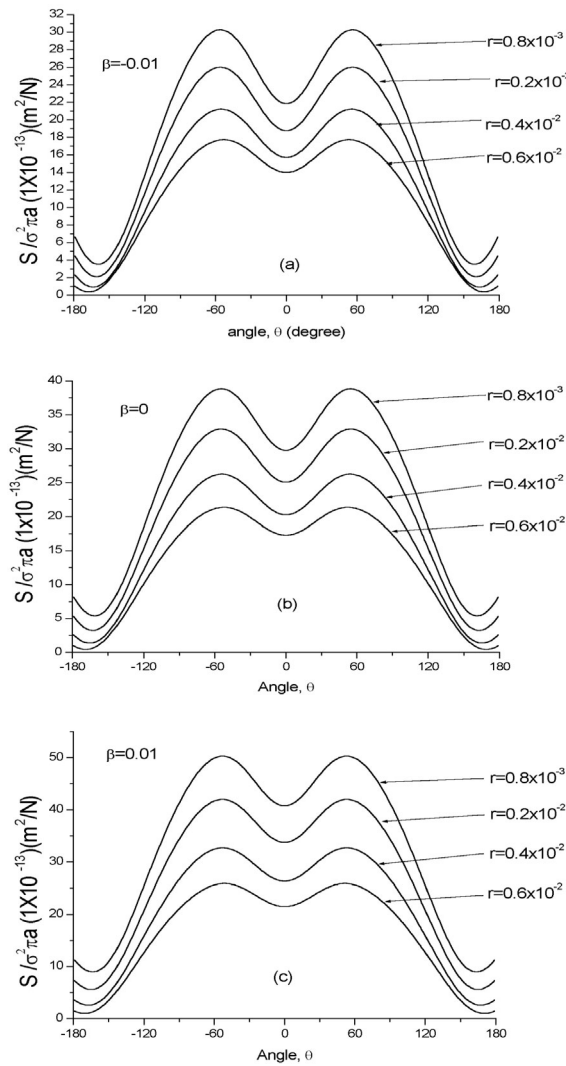 36
34
32
30
28
26
24
22
20
18
16
14
12
10
8
6
4
2
0
S/σ²πa (1X10 ⁻¹³)(m²/N)
β=-0.01
r=0.8x10⁻³
r=0.4x10⁻²
r=0.6x10⁻²
(a)
-180 -120 -60 0 60 120 180
angle, θ (degree)
40
35
30
25
20
15
10
5
0
S/σ²πa (1x10 ⁻¹³)(m²/N)
β=0
r=0.8x10⁻³
r=0.2x10⁻²
r=0.4x10⁻²
r=0.6x10⁻²
(b)
-180 -120 -60 0 60 120 180
Angle, θ
50
40
30
20
10
0
S/σ²πa (1X10 ⁻¹³)(m²/N)
β=0.01
r=0.8x10⁻³
r=0.2x10⁻²
r=0.4x10⁻²
r=0.6x10⁻²
(c)
-180 -120 -60 0 60 120 180
Angle, θ